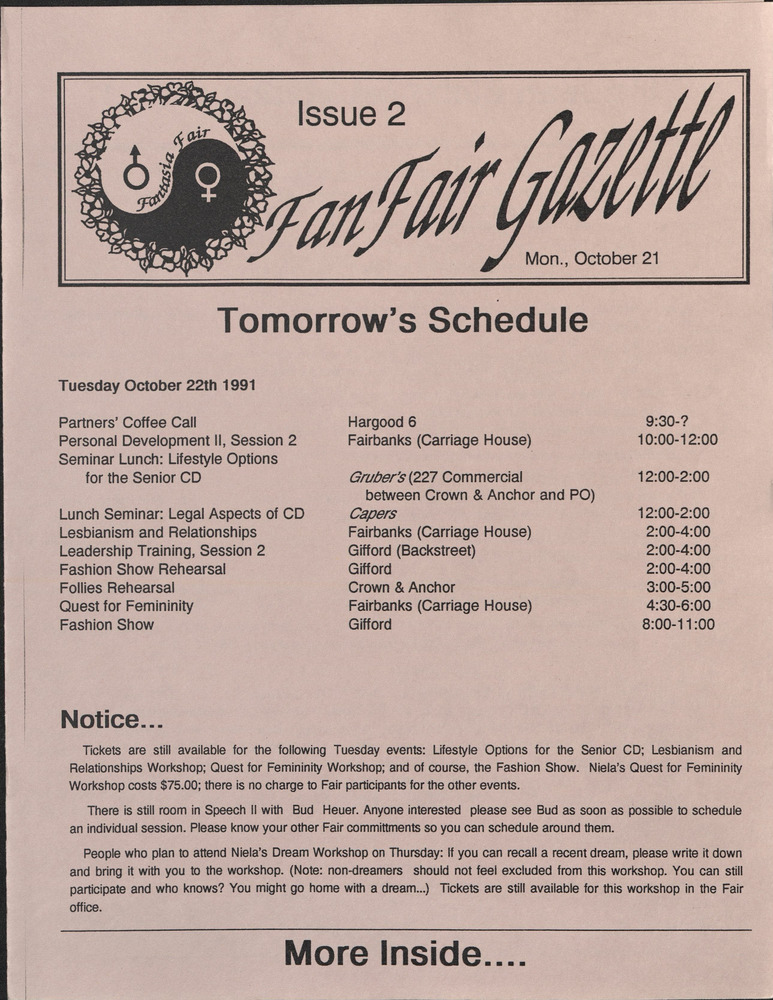 Issue 2
Fantasia Fair
FanFair Gazette
Mon., October 21
Tomorrow's Schedule
Tuesday October 22th 1991
Partners' Coffee Call Hargood 6 9:30-?
Personal Development II, Session 2 Fairbanks (Carriage House) 10:00-12:00
Seminar Lunch: Lifestyle Options
for the Senior CD Gruber's (227 Commercial 12:00-2:00
between Crown & Anchor and PO)
Lunch Seminar: Legal Aspects of CD Capers 12:00-2:00
Lesbianism and Relationships Fairbanks (Carriage House) 2:00-4:00
Leadership Training, Session 2 Gifford (Backstreet) 2:00-4:00
Fashion Show Rehearsal Gifford 2:00-4:00
Follies Rehearsal Crown & Anchor 3:00-5:00
Quest for Femininity Fairbanks (Carriage House) 4:30-6:00
Fashion Show Gifford 8:00-11:00
Notice...
Tickets are still available for the following Tuesday events: Lifestyle Options for the Senior CD; Lesbianism and
Relationships Workshop; Quest for Femininity Workshop; and of course, the Fashion Show. Niela's Quest for Femininity
Workshop costs $75.00; there is no charge to Fair participants for the other events.
There is still room in Speech II with Bud Heuer. Anyone interested please see Bud as soon as possible to schedule
an individual session. Please know your other Fair committments so you can schedule around them.
People who plan to attend Niela's Dream Workshop on Thursday: If you can recall a recent dream, please write it down
and bring it with you to the workshop. (Note: non-dreamers should not feel excluded from this workshop. You can still
participate and who knows? You might go home with a dream...) Tickets are still available for this workshop in the Fair
office.
More Inside....